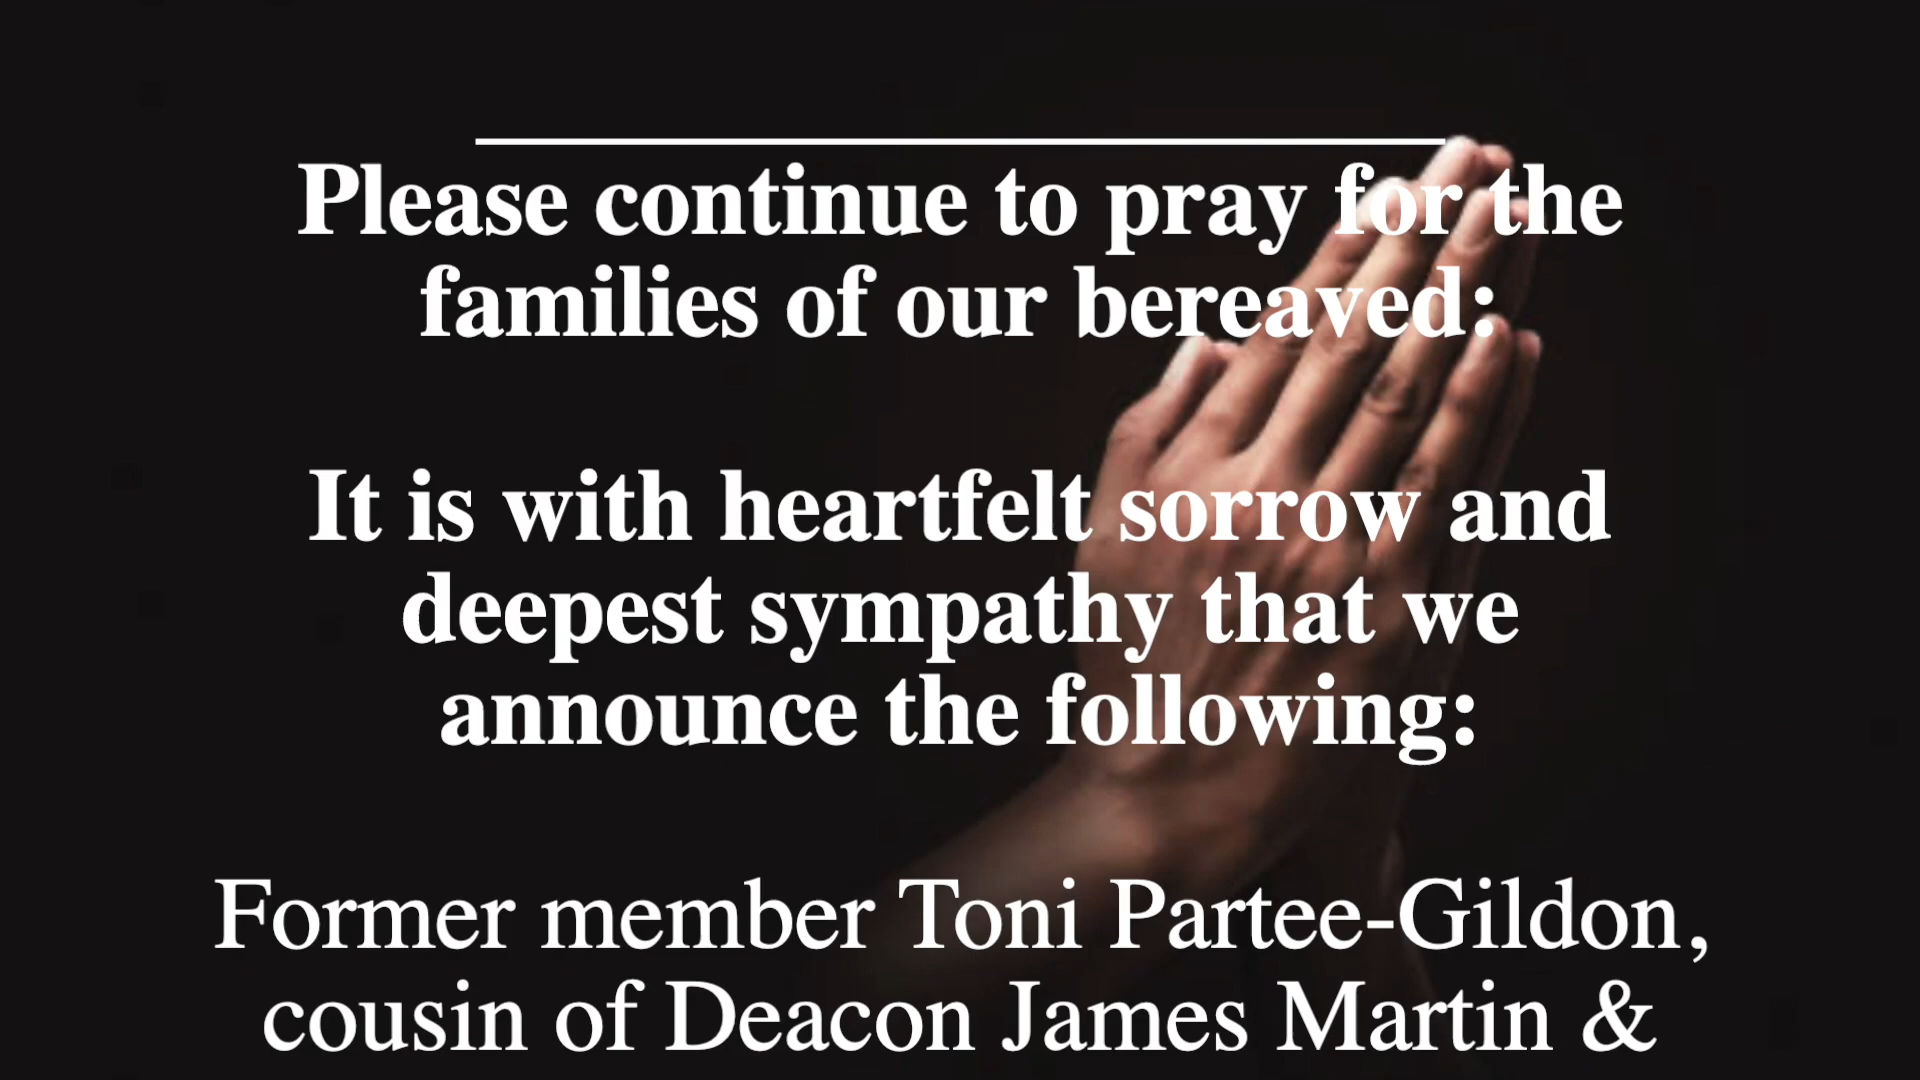 Please continue to pray for the
families of our bereaved:
It is with heartfelt sorrow and
deepest sympathy that we
announce the following:
Former member Toni Partee-Gildon,
cousin of Deacon James Martin &